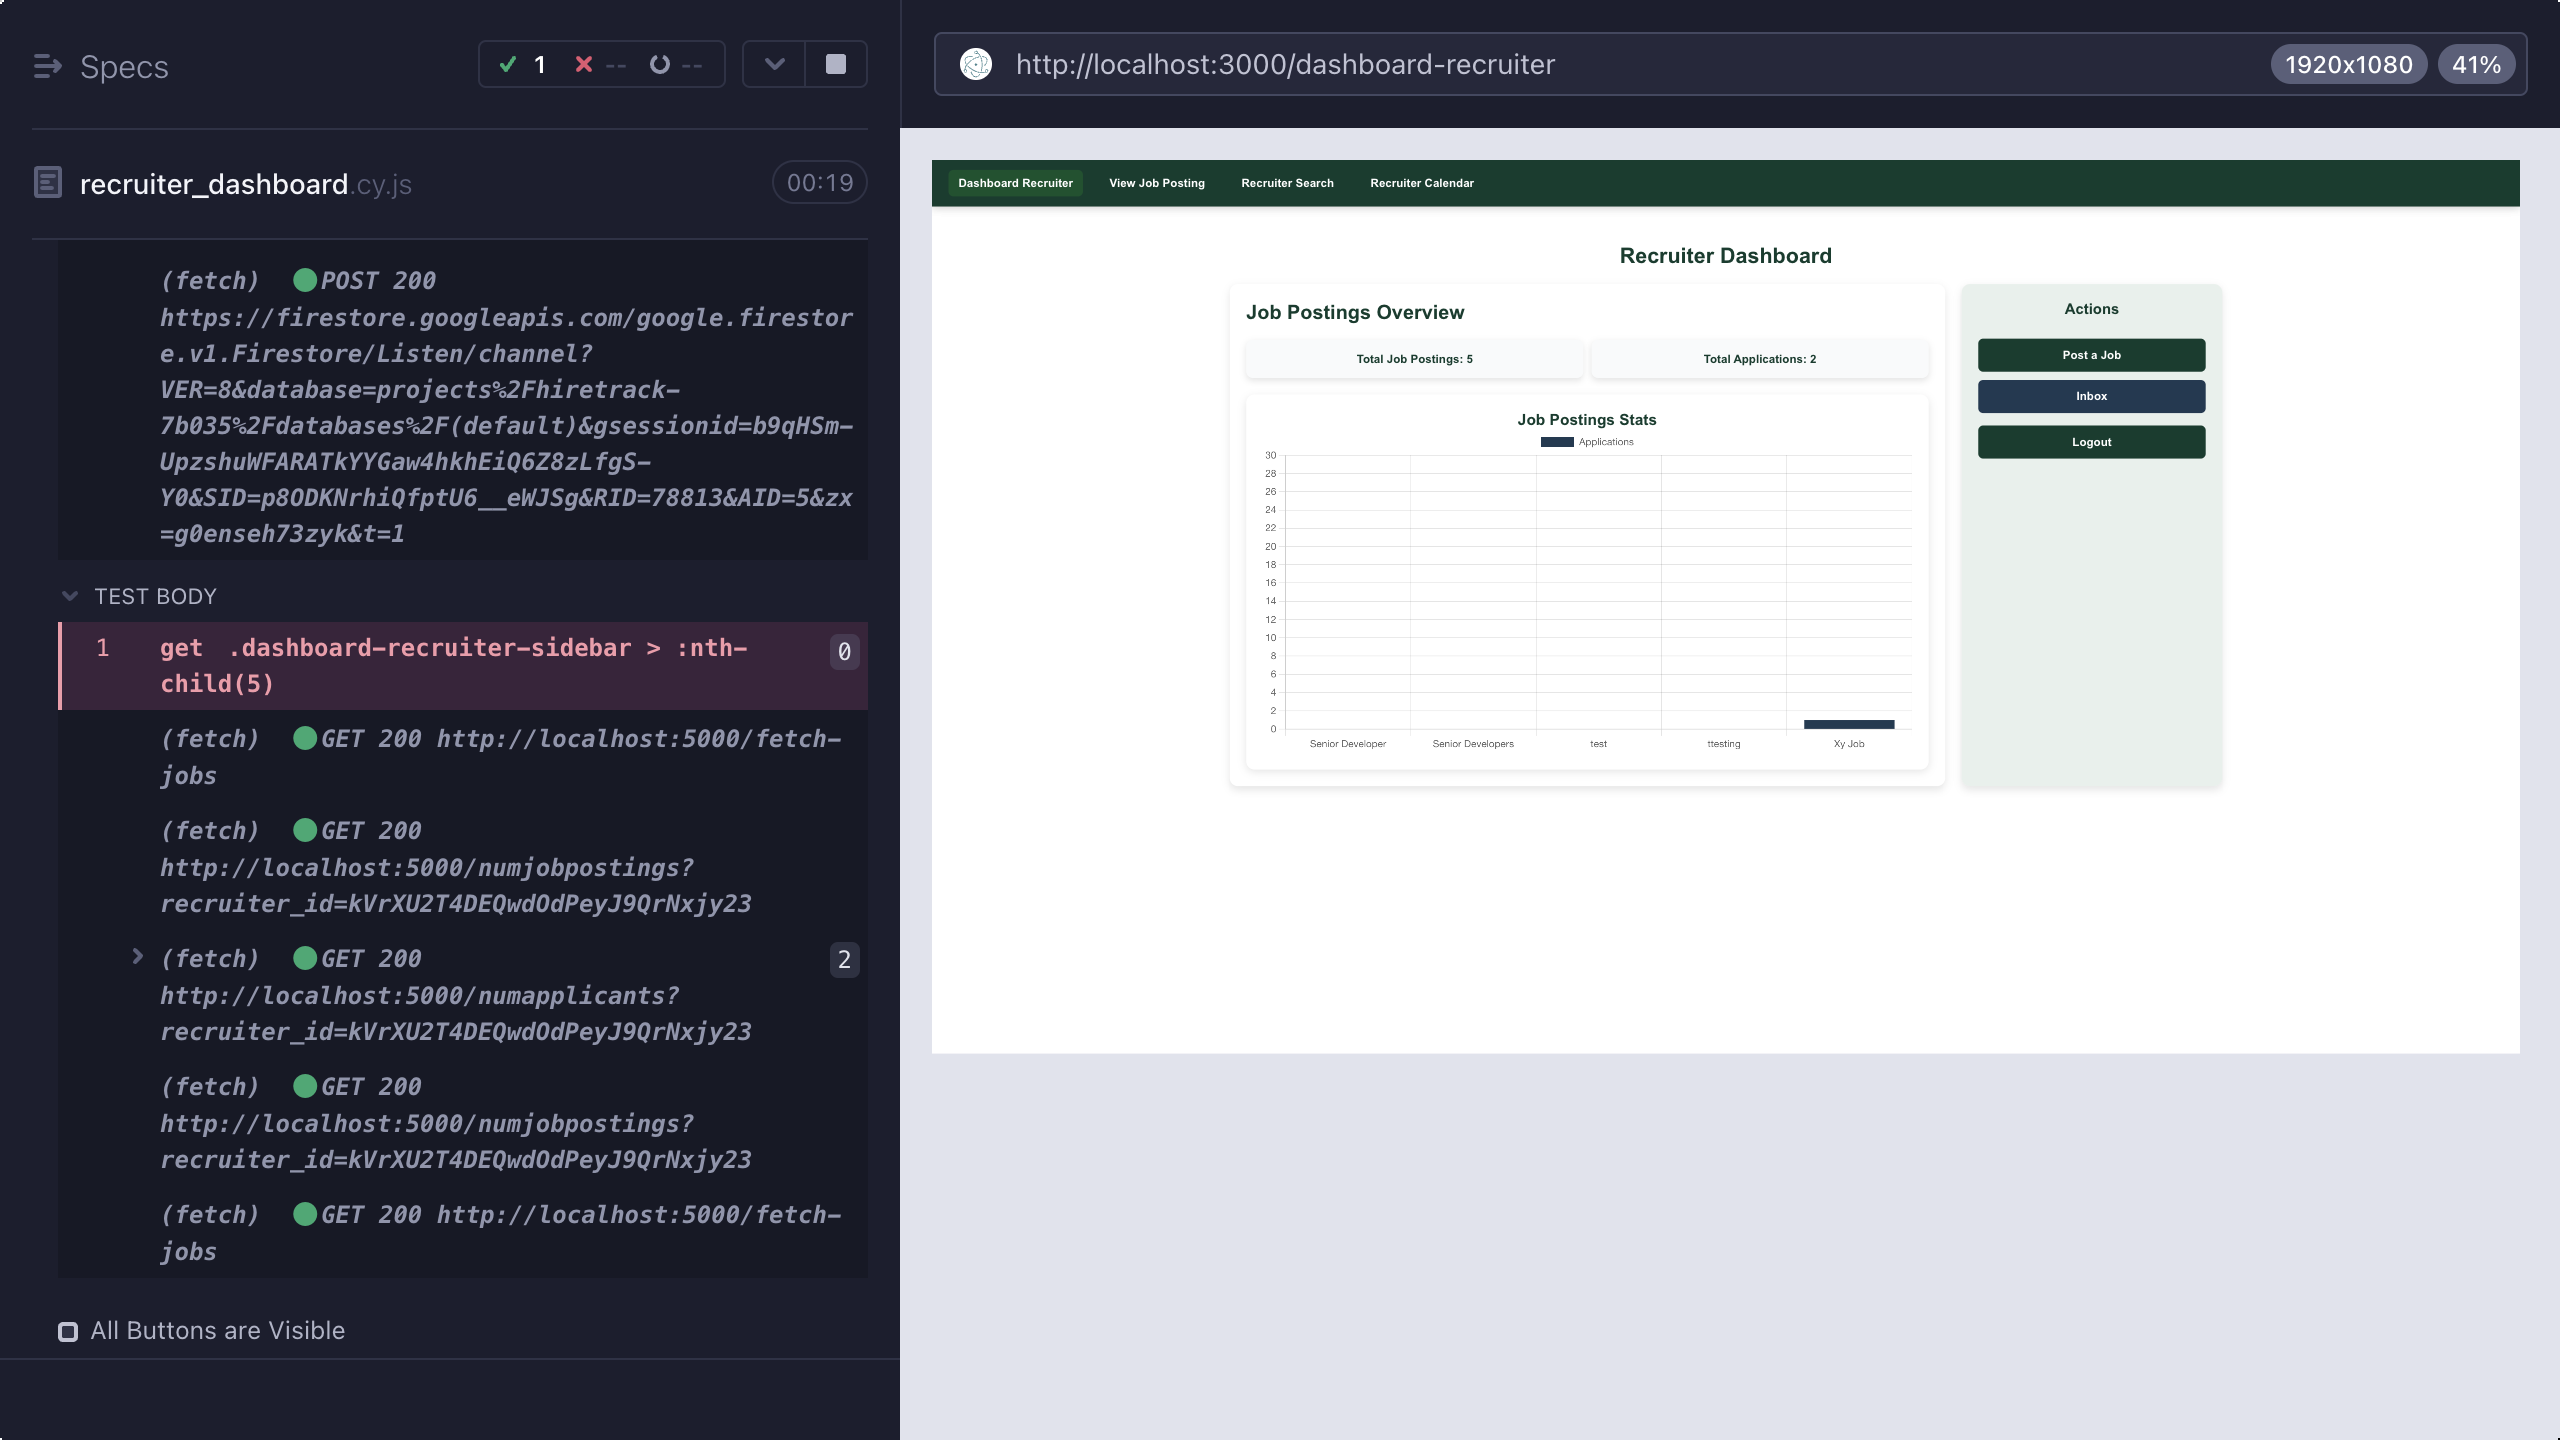 Specs
1
--
--
recruiter_dashboard.cy.js
00:19
(fetch) POST 200
https://firestore.googleapis.com/google.firestor
e.v1.Firestore/Listen/channel?
VER=8&database=projects%2Fhiretrack-
7b035%2Fdatabases%2F(default)&gsessionid=b9qHSm-
UpzshuWFARATkYYGaw4hkhEiQ6Z8zLfgS-
Y0&SID=p8ODKNrhiQfptU6__eWJSg&RID=78813&AID=5&zx
=g0enseh73zyk&t=1
TEST BODY
1 get .dashboard-recruiter-sidebar > :nth-
child(5)
0
(fetch) GET 200 http://localhost:5000/fetch-
jobs
(fetch) GET 200
http://localhost:5000/numjobpostings?
recruiter_id=kVrXU2T4DEQwdOdPeyJ9QrNxjy23
(fetch) GET 200
2
http://localhost:5000/numapplicants?
recruiter_id=kVrXU2T4DEQwdOdPeyJ9QrNxjy23
(fetch) GET 200
http://localhost:5000/numjobpostings?
recruiter_id=kVrXU2T4DEQwdOdPeyJ9QrNxjy23
(fetch) GET 200 http://localhost:5000/fetch-
jobs
All Buttons are Visible
http://localhost:3000/dashboard-recruiter
1920x1080
41%
Dashboard Recruiter
View Job Posting
Recruiter Search
Recruiter Calendar
Recruiter Dashboard
Job Postings Overview
Total Job Postings: 5
Total Applications: 2
Job Postings Stats
Applications
30
28
26
24
22
20
18
16
14
12
10
8
6
4
2
0
Senior Developer
Senior Developers
test
ttesting
Xy Job
Actions
Post a Job
Inbox
Logout